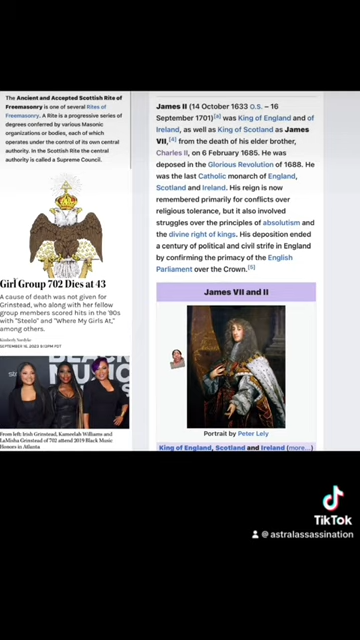 The Ancient and Accepted Scottish Rite of
Freemasonry is one of several Rites of
Freemasonry. A Rite is a progressive series of
degrees conferred by various Masonic
organizations or bodies, each of which
operates under the control of its own central
authority. In the Scottish Rite the central
authority is called a Supreme Council.
Girl Group 702 Dies at 43
A cause of death was not given for
Grinstead, who along with her fellow
group members scored hits in the '90s
with "Steelo" and "Where My Girls At,"
among others.
SEPTEMBER 16, 2023 8:12PM PST
BLACK
MUSIC
From left: Irish Grinstead, Kameelah Williams and
LeMisha Grinstead of 702 attend 2019 Black Music
Honors in Atlanta
James II (14 October 1633 O.S. – 16
September 1701)[4] was King of England and of
Ireland, as well as King of Scotland as James
VII,[4] from the death of his elder brother,
Charles II, on 6 February 1685. He was
deposed in the Glorious Revolution of 1688. He
was the last Catholic monarch of England,
Scotland and Ireland. His reign is now
remembered primarily for conflicts over
religious tolerance, but it also involved
struggles over the principles of absolutism and
the divine right of kings. His deposition ended
a century of political and civil strife in England
by confirming the primacy of the English
Parliament over the Crown.[5]
James VII and II
Portrait by Peter Lely
King of England, Scotland and Ireland (more...)
TikTok
@ astralassassination